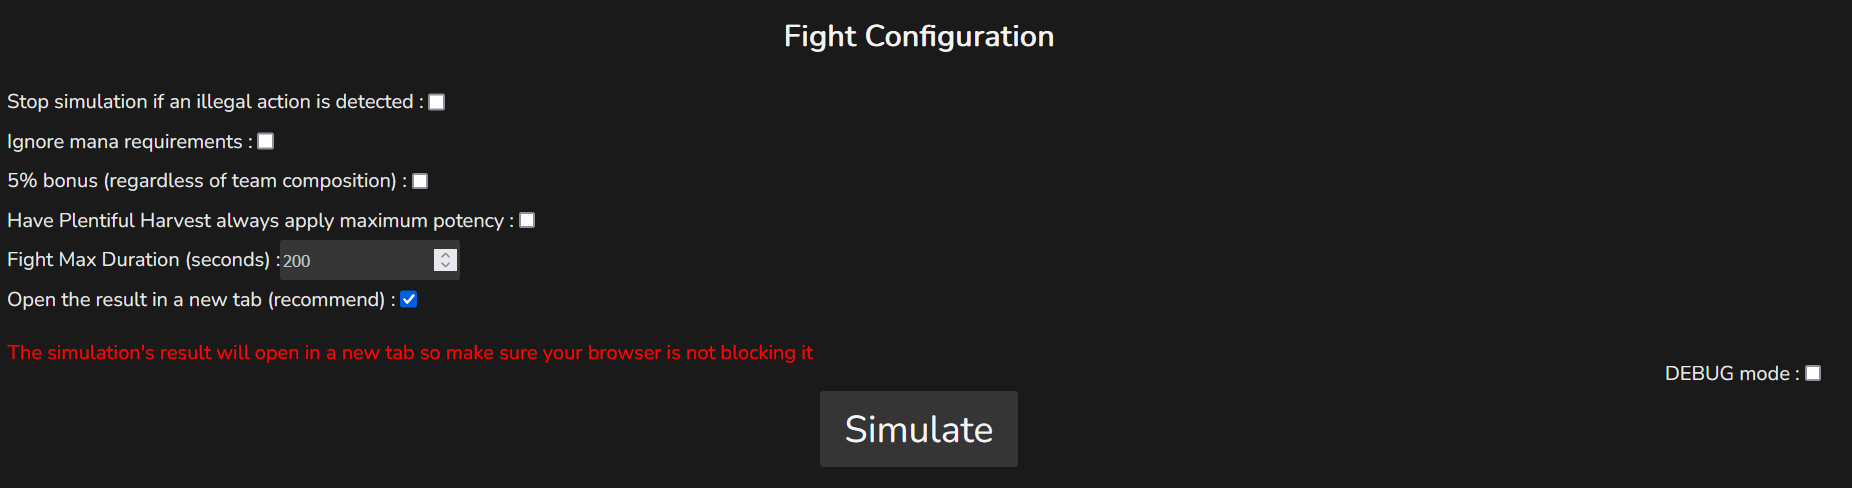 Fight Configuration
Stop simulation if an illegal action is detected :
Ignore mana requirements :
5% bonus (regardless of team composition) :
Have Plentiful Harvest always apply maximum potency :
Fight Max Duration (seconds) : 200
Open the result in a new tab (recommend) :
The simulation's result will open in a new tab so make sure your browser is not blocking it
DEBUG mode :
Simulate